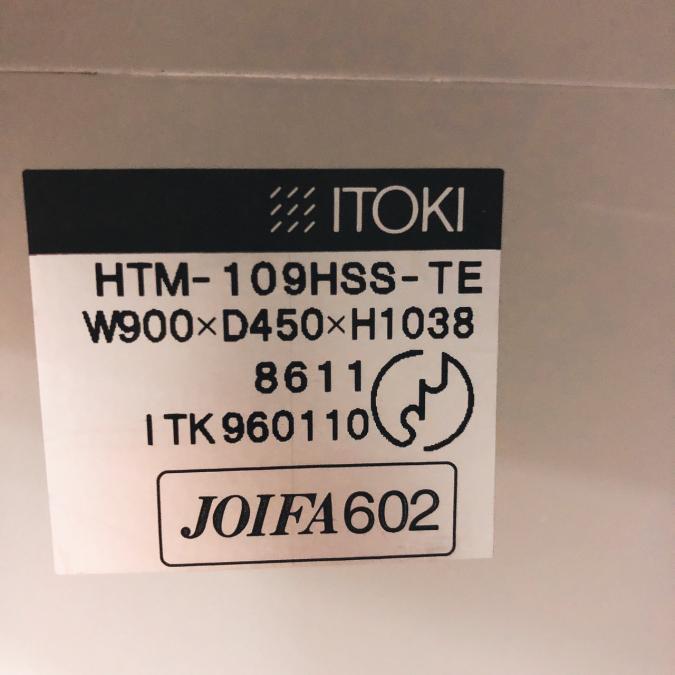 ITOKI
HTM-109HSS-TE
W900×D450×H1038
8611
ITK960110
JOIFA602